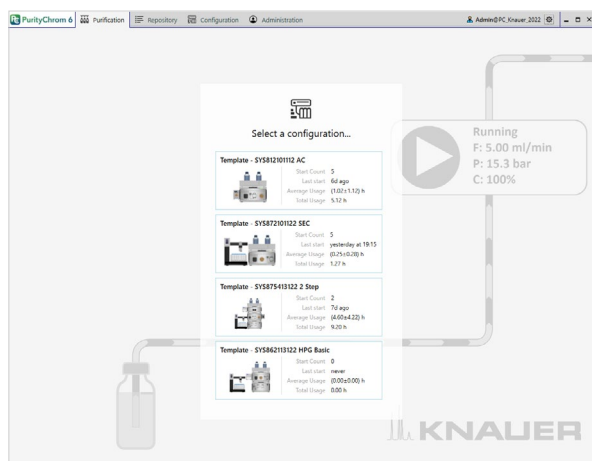 PurityChrom 6 Purification Repository Configuration Administration Admin@PC_Knauer_2022
Select a configuration...
Running
F: 5.00 ml/min
P: 15.3 bar
C: 100%
Template - SYS812101112 AC
Start Count 5
Last start 6d ago
Average Usage (1.02±1.12) h
Total Usage 5.12 h
Template - SYS872101122 SEC
Start Count 5
Last start yesterday at 19:15
Average Usage (0.25±0.20) h
Total Usage 1.27 h
Template - SYS875413122 2 Step
Start Count 2
Last start 7d ago
Average Usage (4.60±4.22) h
Total Usage 9.20 h
Template - SYS862113122 HPG Basic
Start Count 0
Last start never
Average Usage (0.00±0.00) h
Total Usage 0.00 h
KNAUER